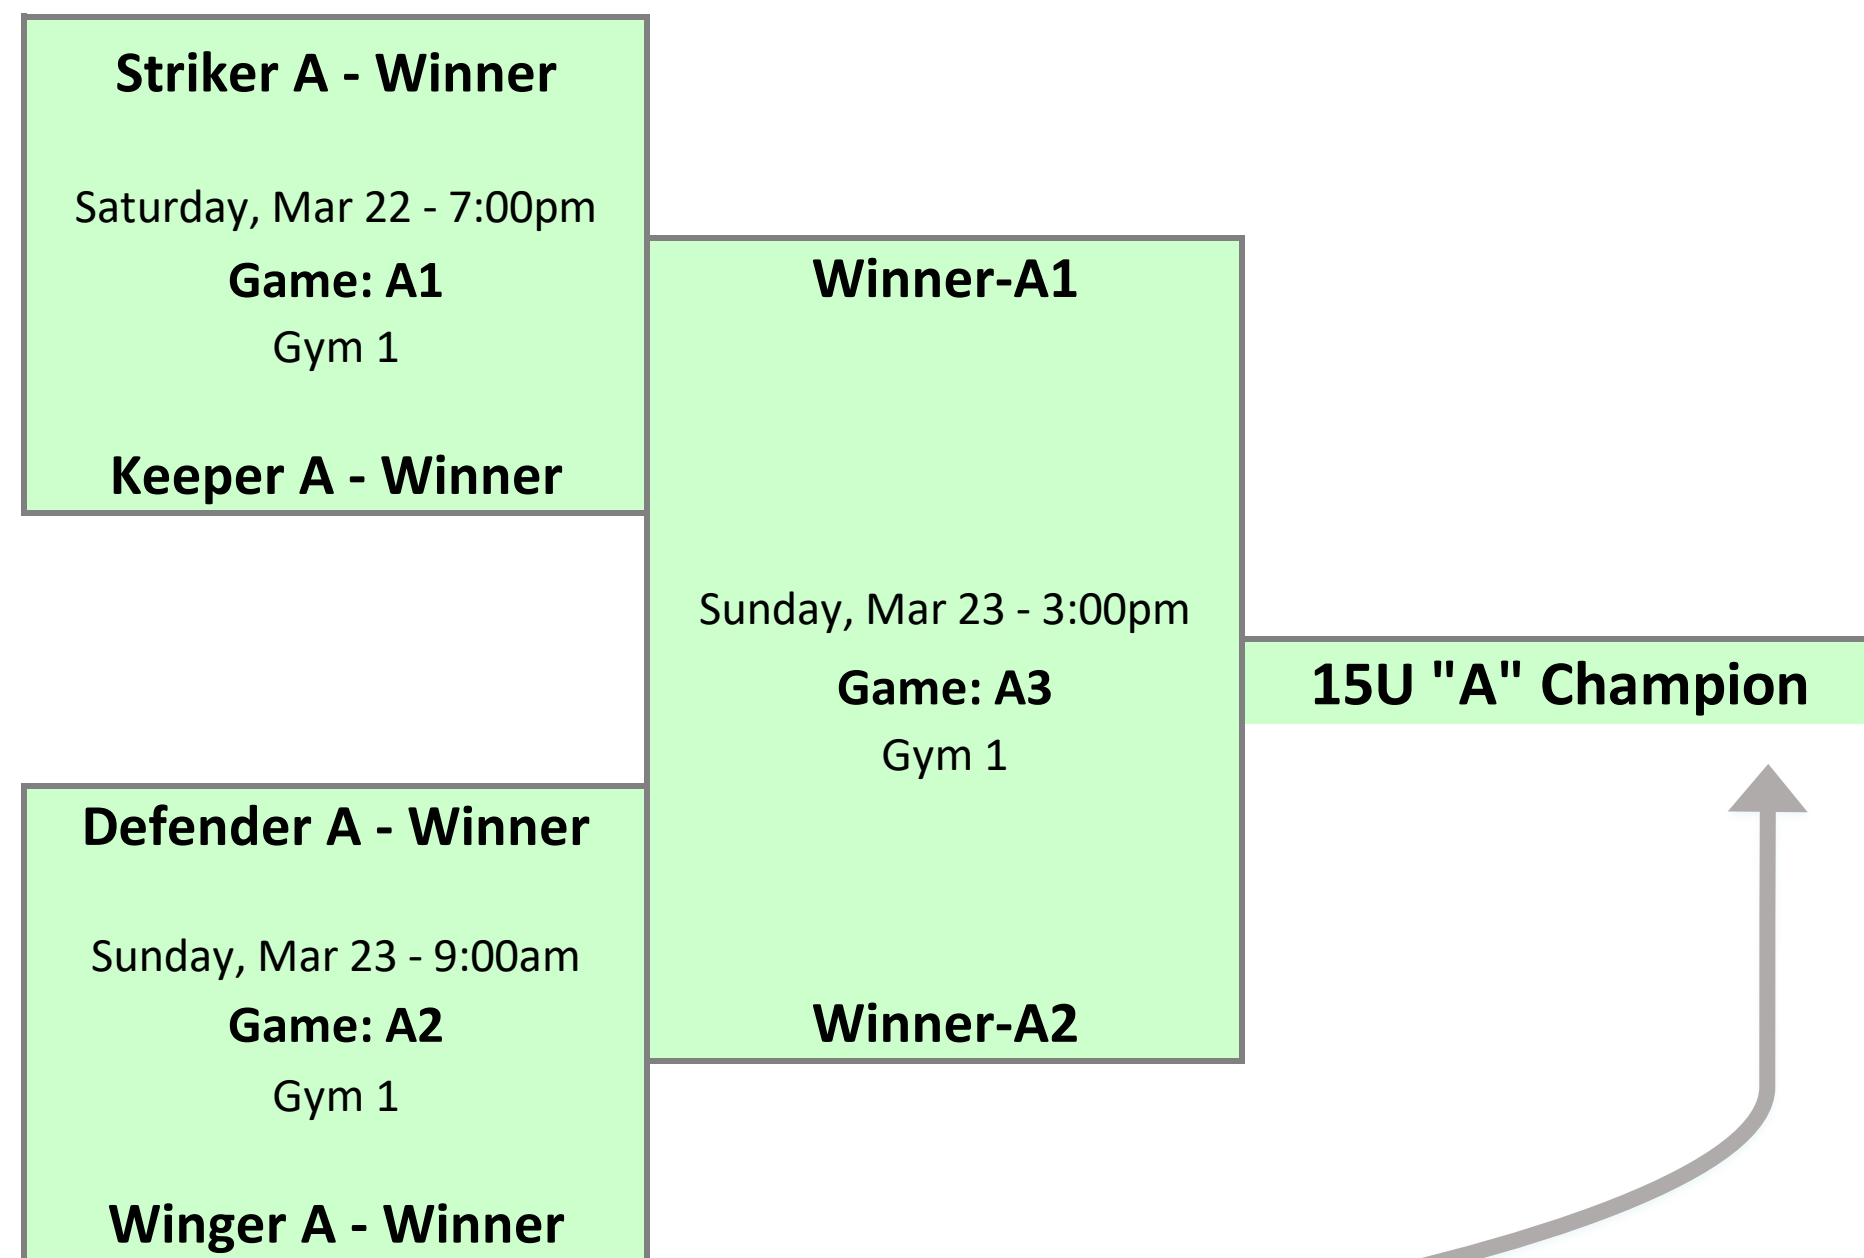 Striker A - Winner
Saturday, Mar 22 - 7:00pm
Game: A1
Gym 1
Keeper A - Winner
Winner-A1
Sunday, Mar 23 - 3:00pm
Game: A3
Gym 1
Winner-A2
15U "A" Champion
Defender A - Winner
Sunday, Mar 23 - 9:00am
Game: A2
Gym 1
Winger A - Winner